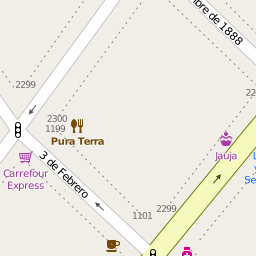 bre de 1888
2299
2300
1199
Pura Terra
Jauja
3 de Febrero
Carrefour
Express
1101
2299